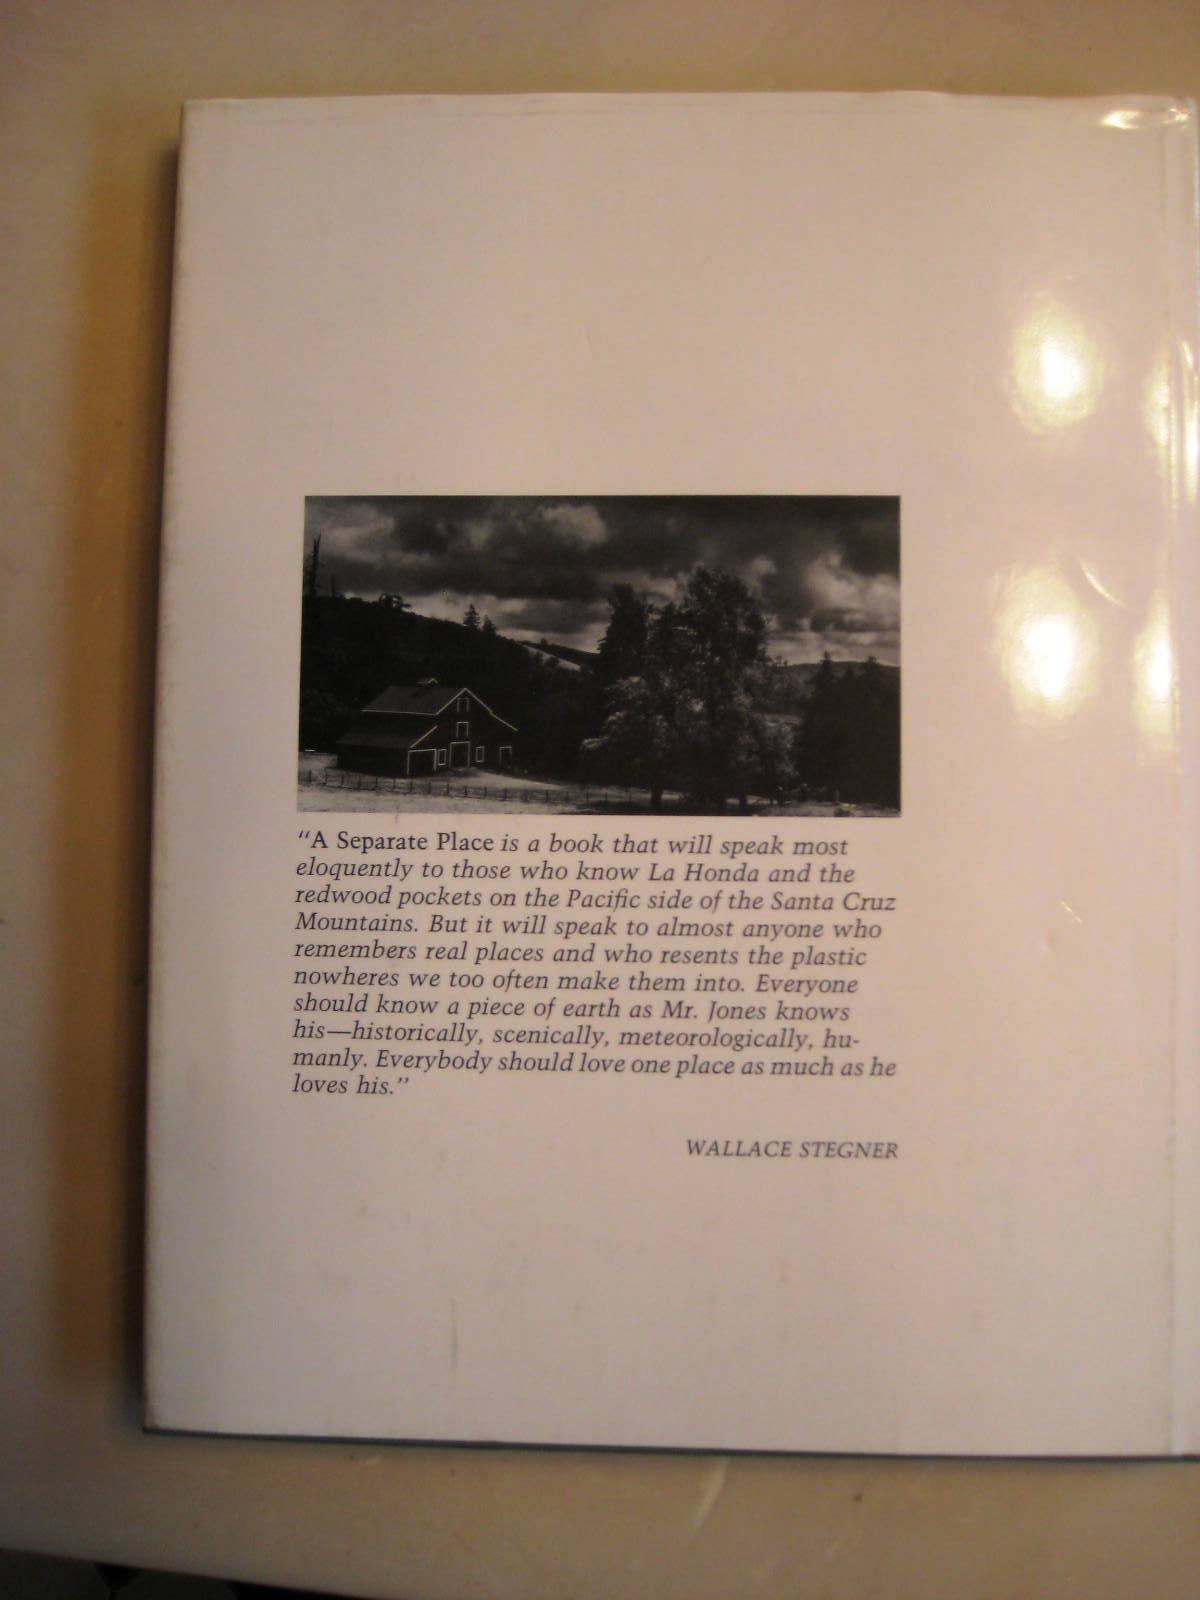 "A Separate Place is a book that will speak most
eloquently to those who know La Honda and the
redwood pockets on the Pacific side of the Santa Cruz
Mountains. But it will speak to almost anyone who
remembers real places and who resents the plastic
nowheres we too often make them into. Everyone
should know a piece of earth as Mr. Jones knows
his—historically, scenically, meteorologically, hu-
manly. Everybody should love one place as much as he
loves his."
WALLACE STEGNER